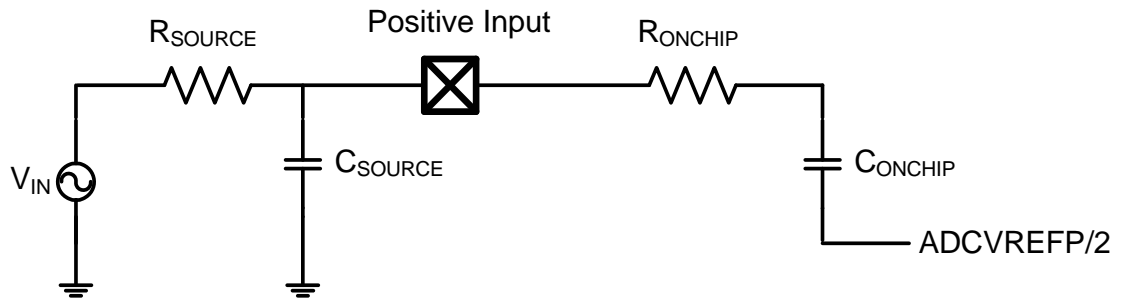 Positive Input
RSOURCE
RONCHIP
VIN
CSOURCE
CONCHIP
ADCVREFP/2